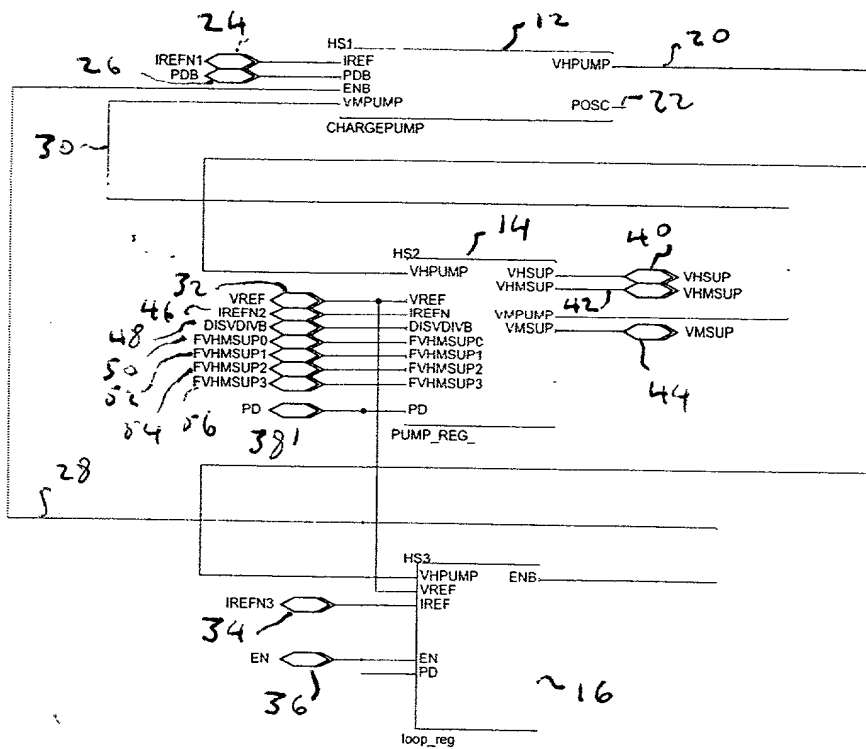 24 12 20
HS1
IREFN1 IREF VHPUMP
26 PDB PDB
ENB
VMPUMP POSC 22
30 CHARGEPUMP
14 40
HS2
VHPUMP VHSUP VHSUP
32 VHMSUP VHMSUP
46 VREF VREF 42
IREFN2 IREFN VMPUMP
48 DISVDIVB DISVDIVB VMSUP VMSUP
50 FVHMSUP0 FVHMSUP0
52 FVHMSUP1 FVHMSUP1 44
54 FVHMSUP2 FVHMSUP2
56 FVHMSUP3 FVHMSUP3
PD PD
38 PUMP_REG_
28
HS3
VHPUMP ENB
VREF
IREFN3 IREF
34
EN EN
PD
36 16
loop_reg